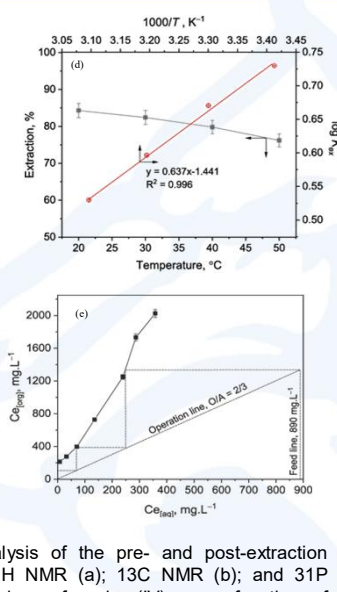 1000/T , K⁻¹
3.05 3.10 3.15 3.20 3.25 3.30 3.35 3.40 3.45
(d)
Extraction, %
100
90
80
70
60
50
0.75
0.70
0.65
0.60
0.55
0.50
y = 0.637x-1.441
R² = 0.996
20 25 30 35 40 45 50
Temperature, °C
(c)
Ce[org], mg.L⁻¹
2000
1600
1200
800
400
0
Operation line, O/A = 2/3
Feed line, 890 mg.L⁻¹
0 100 200 300 400 500 600 700 800 900
Ce[aq], mg.L⁻¹
alysis of the pre- and post-extraction
H NMR (a); 13C NMR (b); and 31P